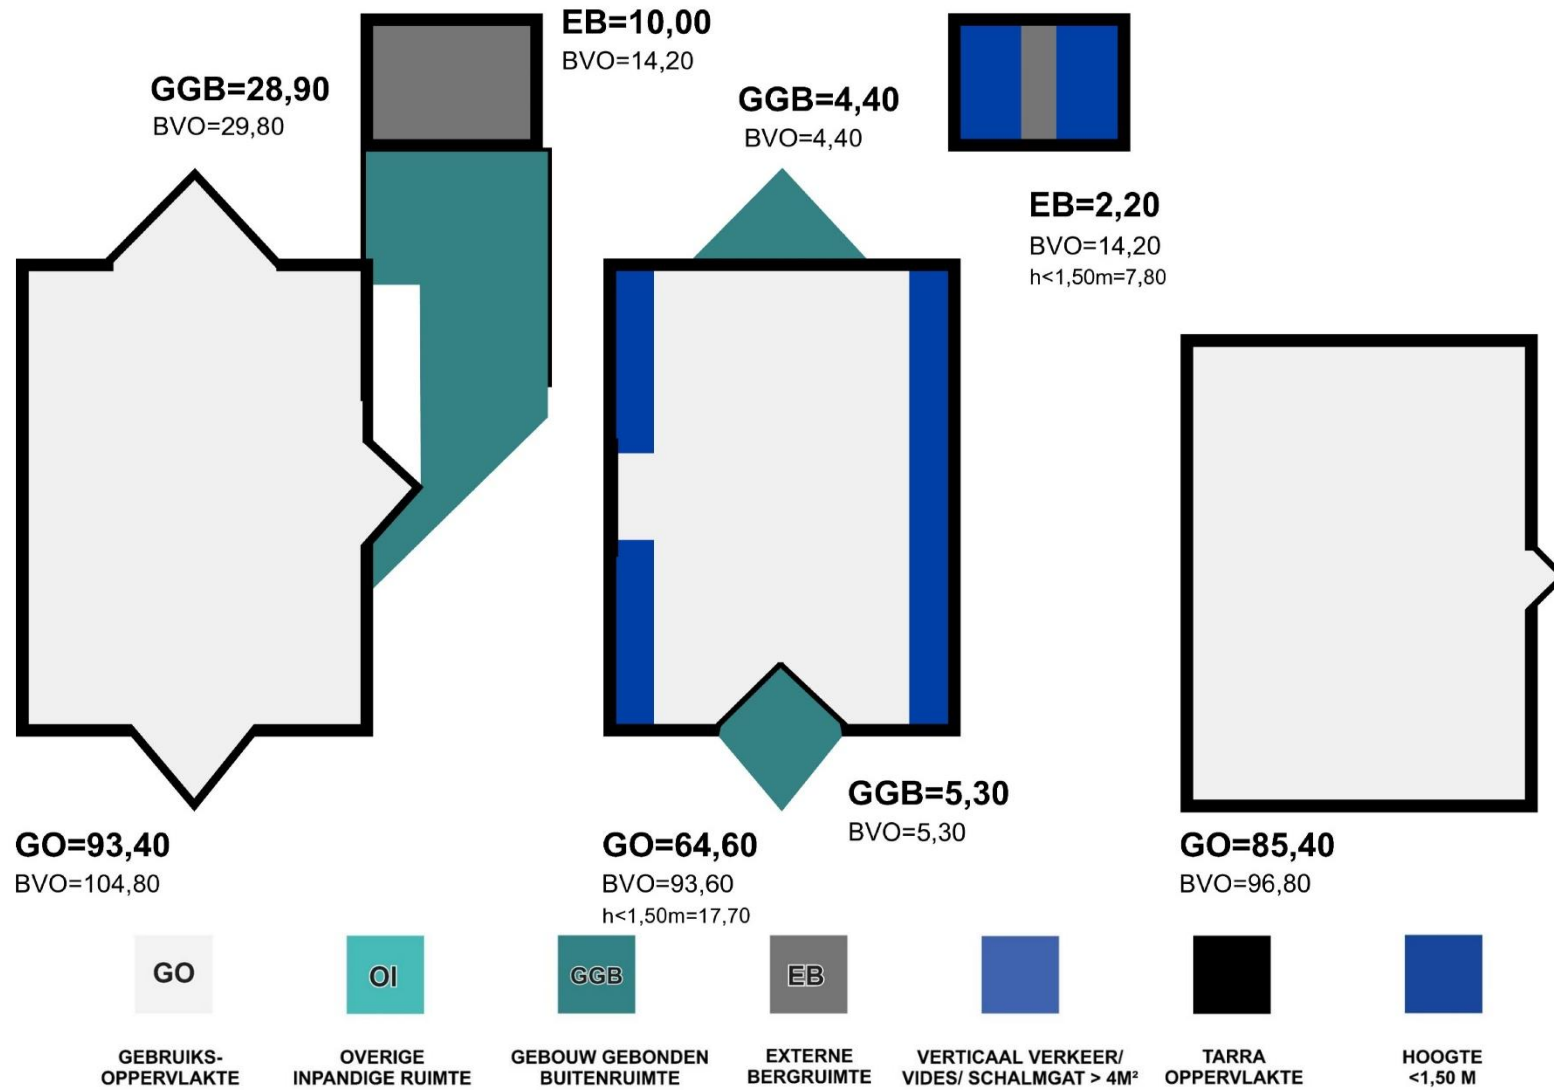 EB=10,00
BVO=14,20
GGB=28,90
BVO=29,80
GGB=4,40
BVO=4,40
EB=2,20
BVO=14,20
h<1,50m=7,80
GGB=5,30
BVO=5,30
GO=93,40
BVO=104,80
GO=64,60
BVO=93,60
h<1,50m=17,70
GO=85,40
BVO=96,80
GO
OI
GGB
EB
GEBRUIKS-
OPPERVLAKTE
OVERIGE
INPANDIGE RUIMTE
GEBOUW GEBONDEN
BUITENRUIMTE
EXTERNE
BERGRUIMTE
VERTICAAL VERKEER/
VIDES/ SCHALMGAT > 4M²
TARRA
OPPERVLAKTE
HOOGTE
<1,50 M